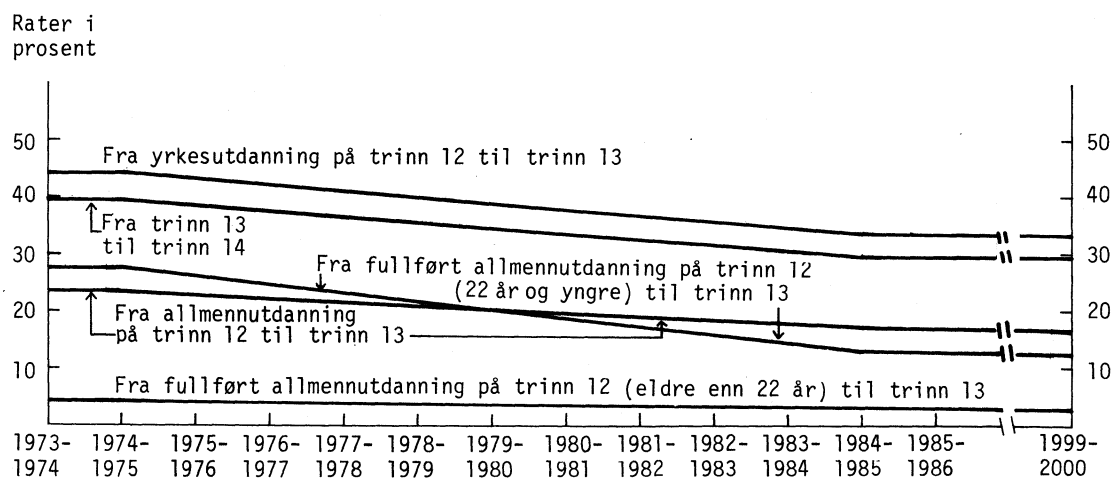 Rater i
prosent
50
40
30
20
10
50
40
30
20
10
Fra yrkesutdanning på trinn 12 til trinn 13
Fra trinn 13
til trinn 14
Fra fullført allmennutdanning på trinn 12
(22 år og yngre) til trinn 13
Fra allmennutdanning
på trinn 12 til trinn 13
Fra fullført allmennutdanning på trinn 12 (eldre enn 22 år) til trinn 13
1973- 1974- 1975- 1976- 1977- 1978- 1979- 1980- 1981- 1982- 1983- 1984- 1985- 1999-
1974 1975 1976 1977 1978 1979 1980 1981 1982 1983 1984 1985 1986 2000